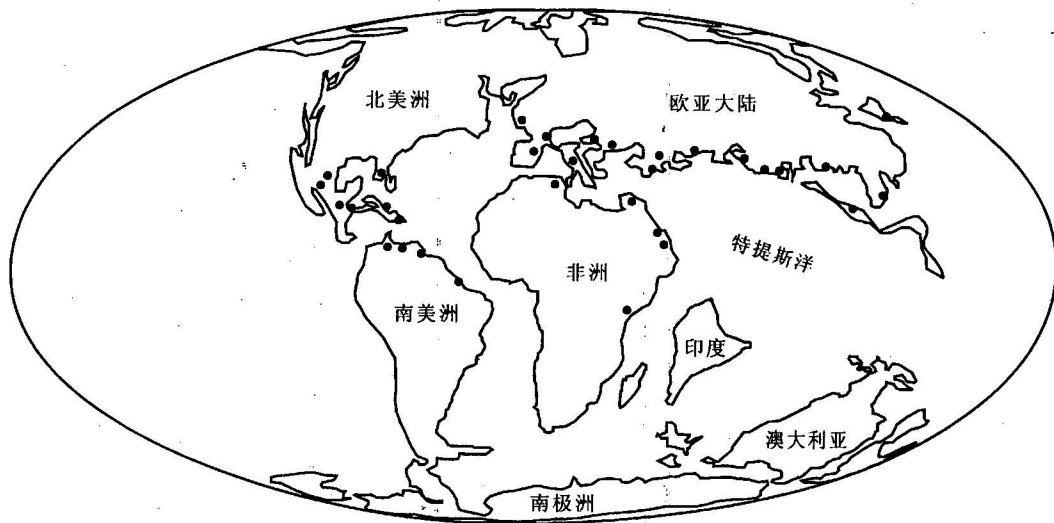 北美洲
欧亚大陆
特提斯洋
非洲
南美洲
印度
澳大利亚
南极洲